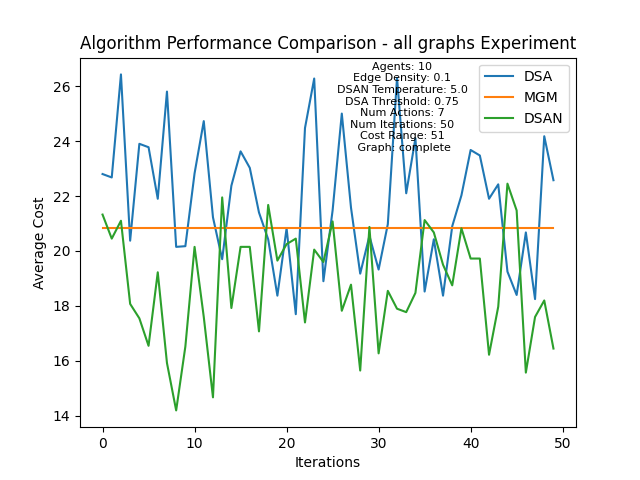 Algorithm Performance Comparison - all graphs Experiment
Agents: 10
Edge Density: 0.1
DSAN Temperature: 5.0
DSA Threshold: 0.75
Num Actions: 7
Num Iterations: 50
Cost Range: 51
Graph: complete
DSA
MGM
DSAN
Average Cost
26
24
22
20
18
16
14
0 10 20 30 40 50
Iterations